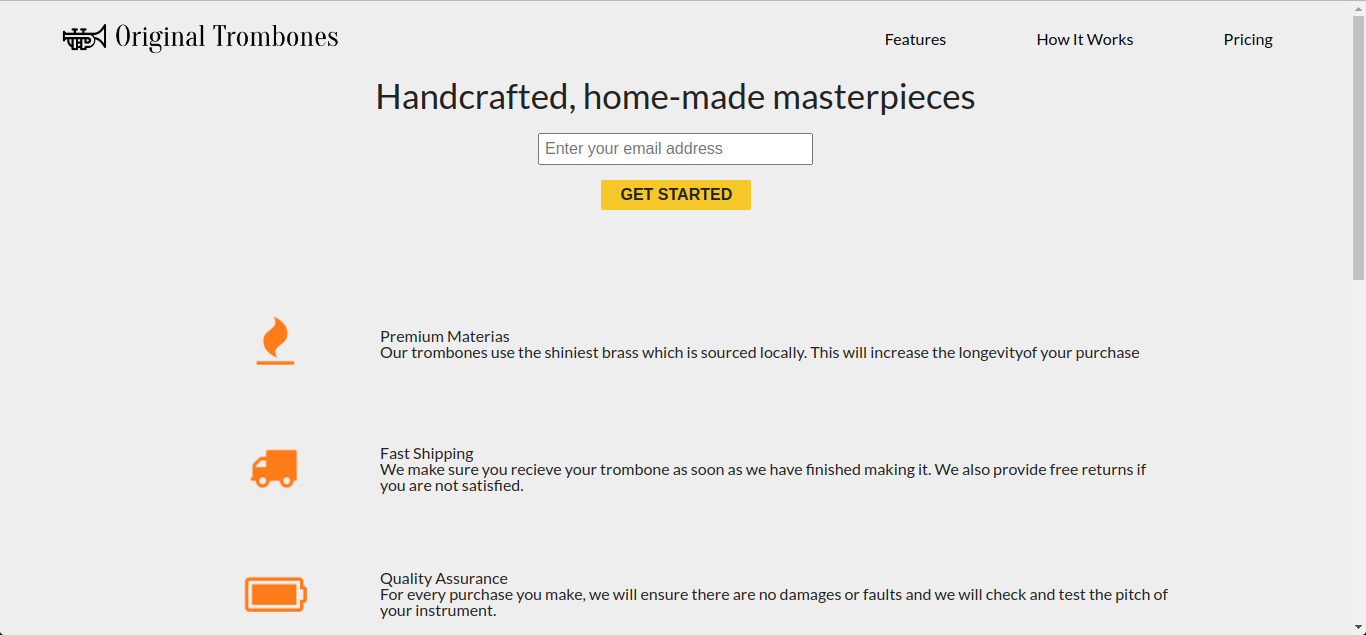 Original Trombones
Features
How It Works
Pricing
Handcrafted, home-made masterpieces
Enter your email address
GET STARTED
Premium Materias
Our trombones use the shiniest brass which is sourced locally. This will increase the longevityof your purchase
Fast Shipping
We make sure you recieve your trombone as soon as we have finished making it. We also provide free returns if
you are not satisfied.
Quality Assurance
For every purchase you make, we will ensure there are no damages or faults and we will check and test the pitch of
your instrument.